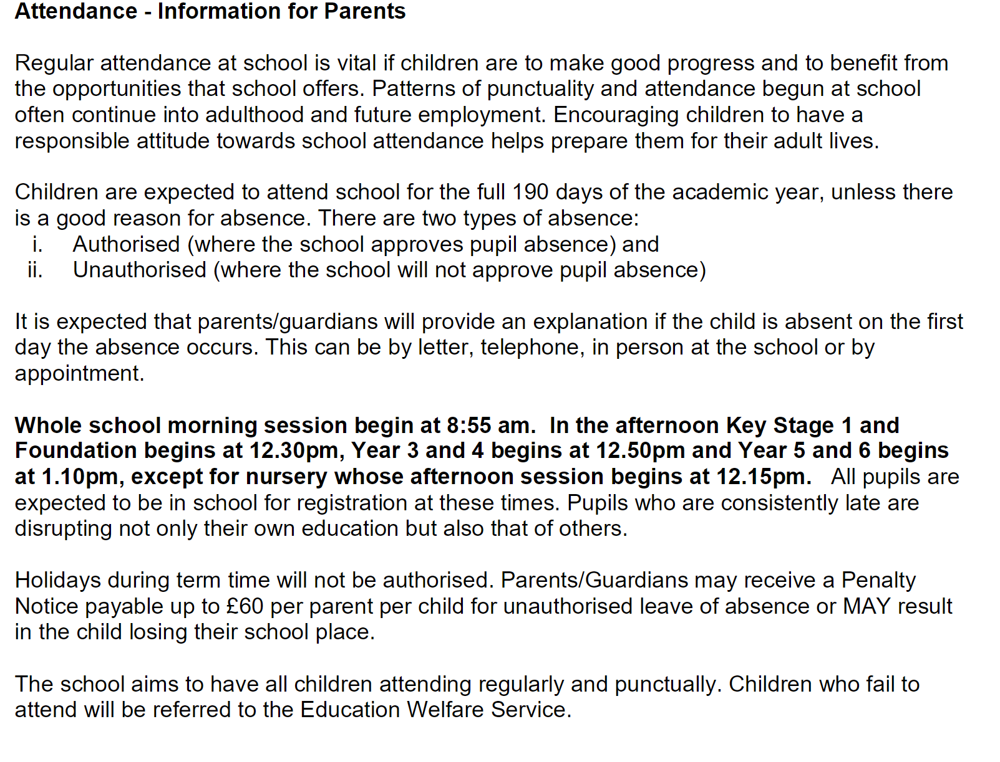 Attendance - Information for Parents
Regular attendance at school is vital if children are to make good progress and to benefit from
the opportunities that school offers. Patterns of punctuality and attendance begun at school
often continue into adulthood and future employment. Encouraging children to have a
responsible attitude towards school attendance helps prepare them for their adult lives.
Children are expected to attend school for the full 190 days of the academic year, unless there
is a good reason for absence. There are two types of absence:
i. Authorised (where the school approves pupil absence) and
ii. Unauthorised (where the school will not approve pupil absence)
It is expected that parents/guardians will provide an explanation if the child is absent on the first
day the absence occurs. This can be by letter, telephone, in person at the school or by
appointment.
Whole school morning session begin at 8:55 am.  In the afternoon Key Stage 1 and
Foundation begins at 12.30pm, Year 3 and 4 begins at 12.50pm and Year 5 and 6 begins
at 1.10pm, except for nursery whose afternoon session begins at 12.15pm.   All pupils are
expected to be in school for registration at these times. Pupils who are consistently late are
disrupting not only their own education but also that of others.
Holidays during term time will not be authorised. Parents/Guardians may receive a Penalty
Notice payable up to £60 per parent per child for unauthorised leave of absence or MAY result
in the child losing their school place.
The school aims to have all children attending regularly and punctually. Children who fail to
attend will be referred to the Education Welfare Service.